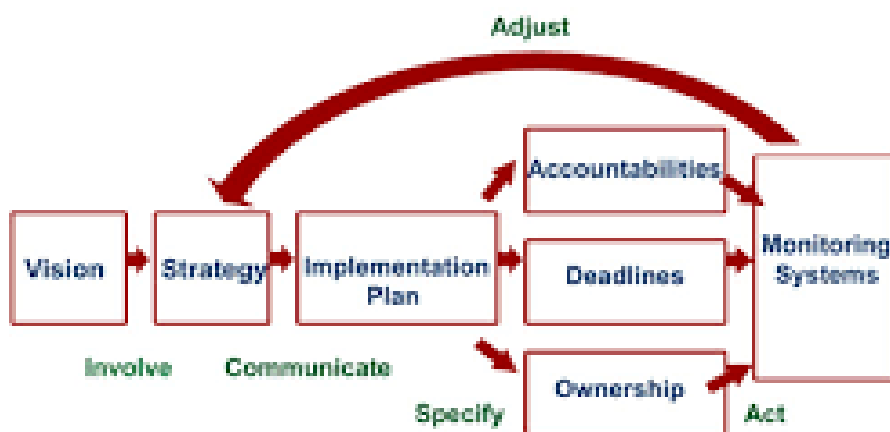 Adjust
Accountabilities
Vision
Strategy
Implementation
Plan
Deadlines
Monitoring
Systems
Involve
Communicate
Ownership
Specify
Act